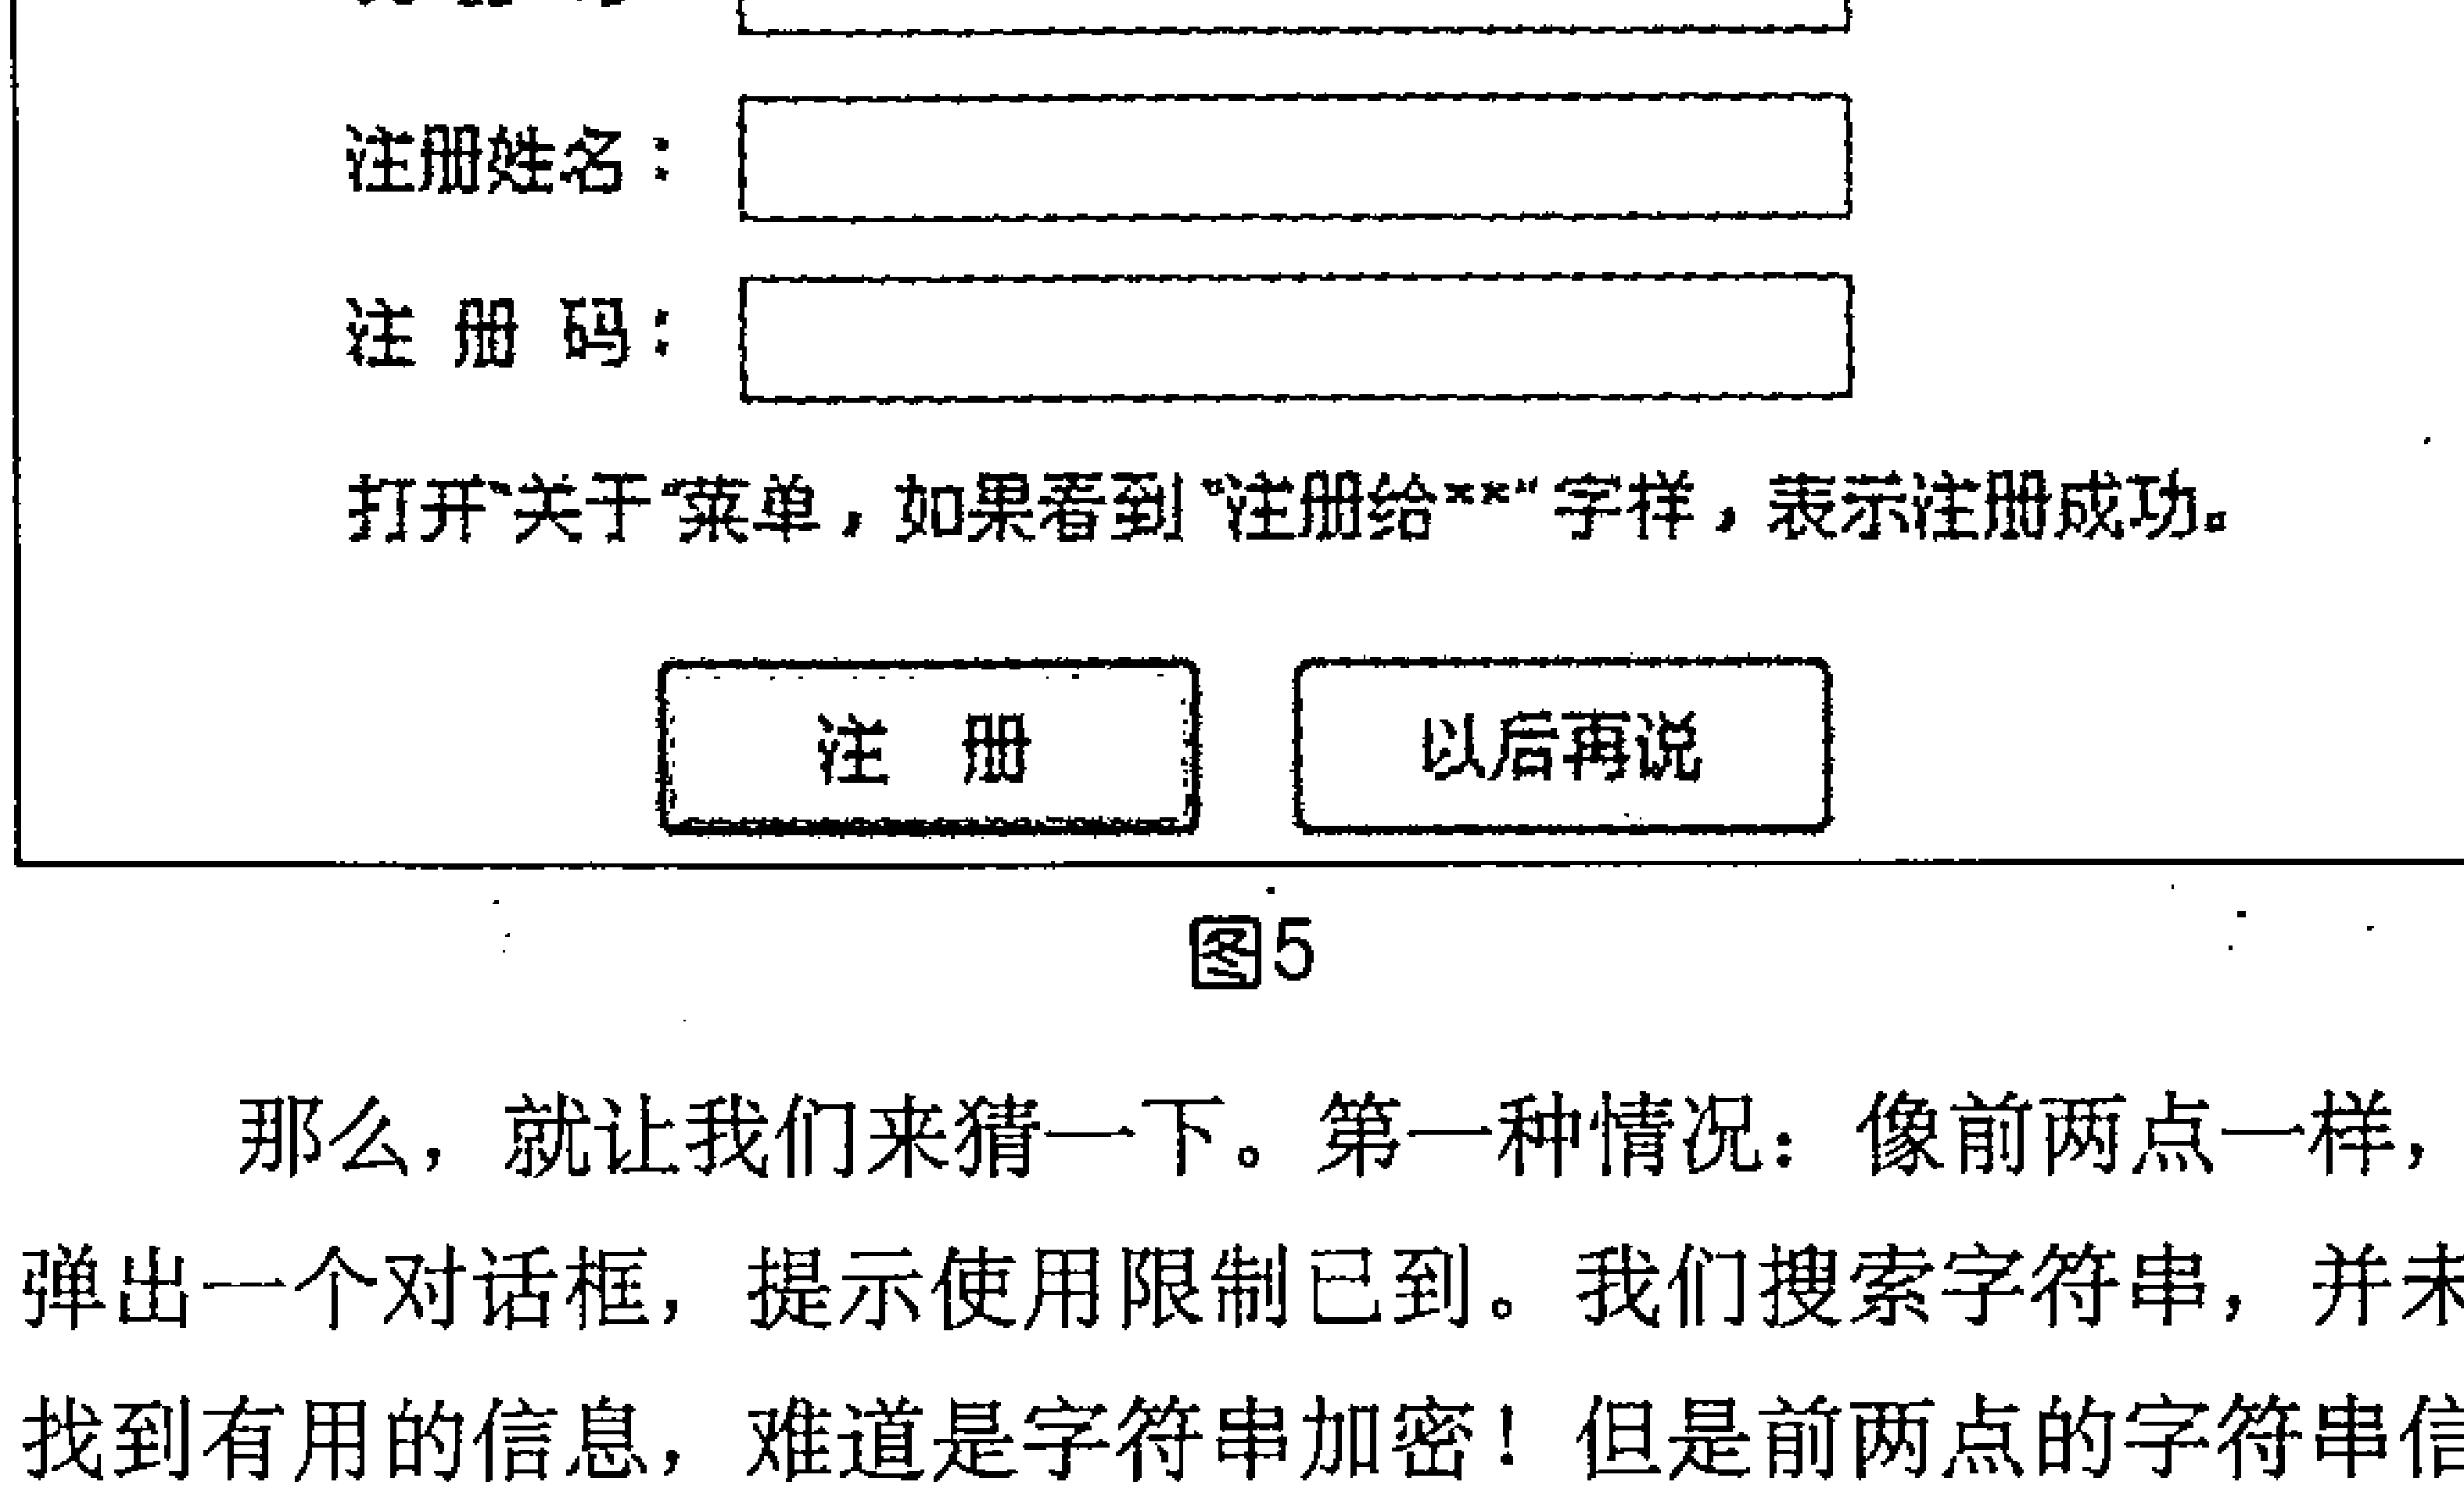 注册姓名：
注 册 码：
打开“关于”菜单，如果看到“注册给**”字样，表示注册成功。
注 册 以后再说
图5
那么，就让我们来猜一下。第一种情况：像前两点一样，
弹出一个对话框，提示使用限制已到。我们搜索字符串，并未
找到有用的信息，难道是字符串加密！但是前两点的字符串信